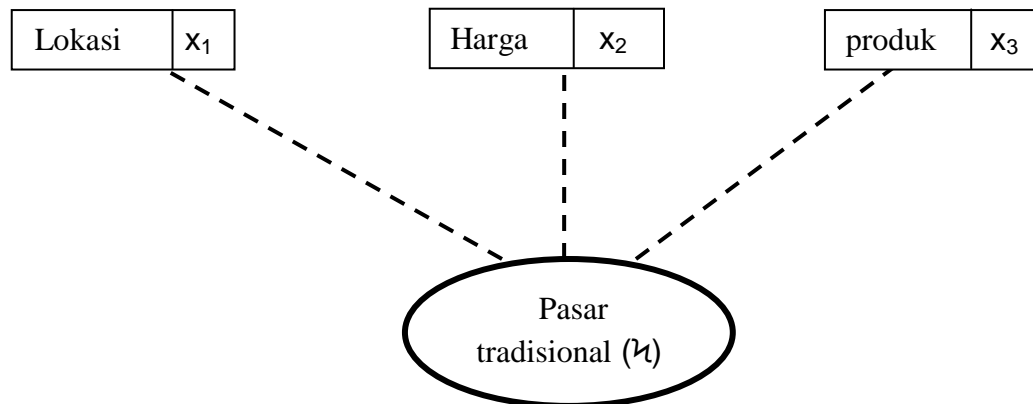 Lokasi x₁
Harga x₂
produk x₃
Pasar
tradisional (Ϟ)